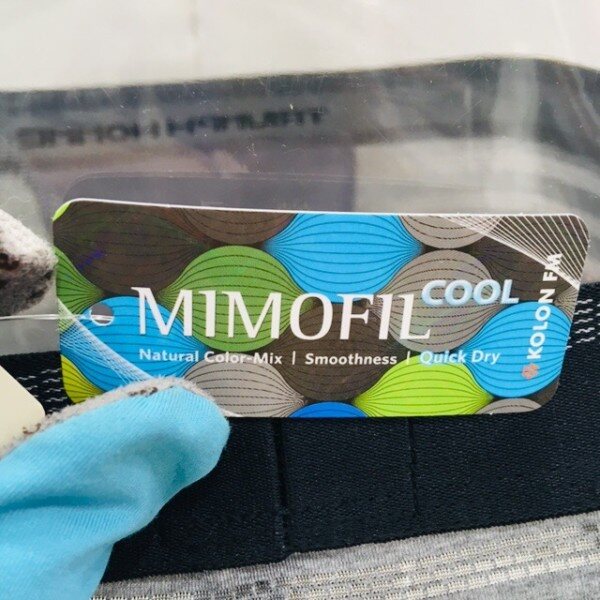 MIMOFIL COOL
Natural Color-Mix | Smoothness | Quick Dry
KOLON FM